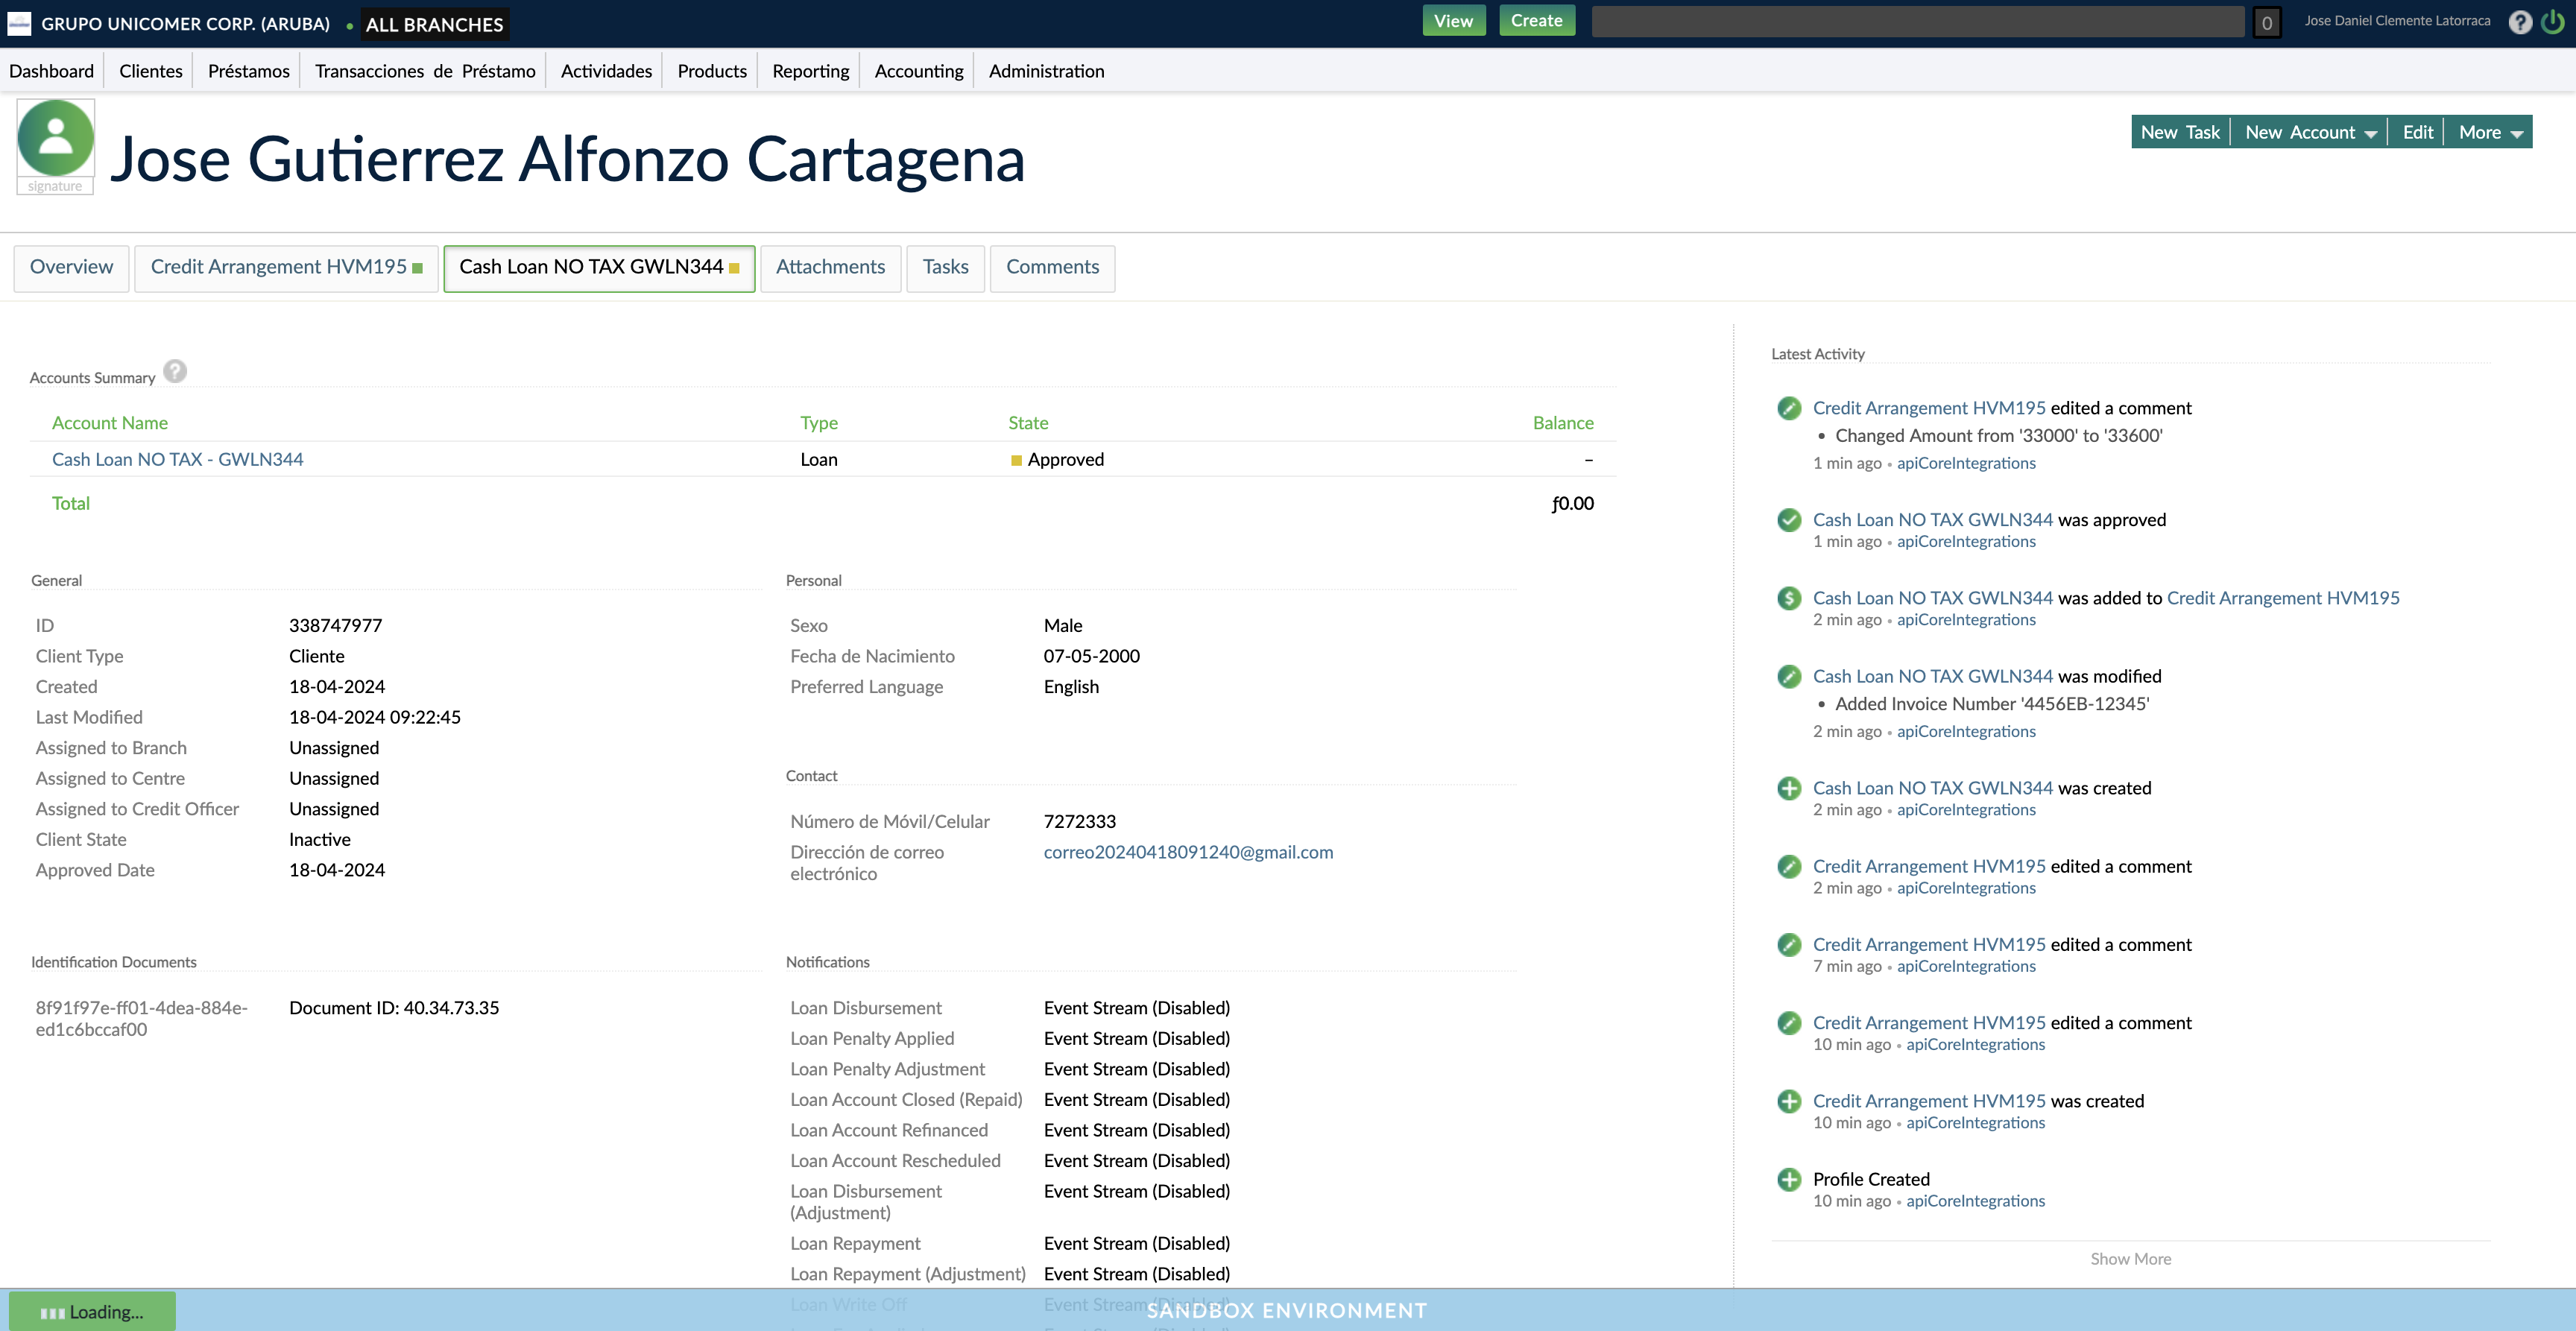 GRUPO UNICOMER CORP. (ARUBA) • ALL BRANCHES
View Create 0 Jose Daniel Clemente Latorraca ?
Dashboard Clientes Préstamos Transacciones de Préstamo Actividades Products Reporting Accounting Administration
signature
Jose Gutierrez Alfonzo Cartagena
New Task New Account Edit More
Overview Credit Arrangement HVM195 Cash Loan NO TAX GWLN344 Attachments Tasks Comments
Accounts Summary ?
Account Name Type State Balance
Cash Loan NO TAX - GWLN344 Loan Approved –
Total ƒ0.00
General
ID 338747977
Client Type Cliente
Created 18-04-2024
Last Modified 18-04-2024 09:22:45
Assigned to Branch Unassigned
Assigned to Centre Unassigned
Assigned to Credit Officer Unassigned
Client State Inactive
Approved Date 18-04-2024
Identification Documents
8f91f97e-ff01-4dea-884e- Document ID: 40.34.73.35
ed1c6bccaf00
Personal
Sexo Male
Fecha de Nacimiento 07-05-2000
Preferred Language English
Contact
Número de Móvil/Celular 7272333
Dirección de correo correo20240418091240@gmail.com
electrónico
Notifications
Loan Disbursement Event Stream (Disabled)
Loan Penalty Applied Event Stream (Disabled)
Loan Penalty Adjustment Event Stream (Disabled)
Loan Account Closed (Repaid) Event Stream (Disabled)
Loan Account Refinanced Event Stream (Disabled)
Loan Account Rescheduled Event Stream (Disabled)
Loan Disbursement Event Stream (Disabled)
(Adjustment)
Loan Repayment Event Stream (Disabled)
Loan Repayment (Adjustment) Event Stream (Disabled)
Loan Write Off Event Stream
Latest Activity
Credit Arrangement HVM195 edited a comment
• Changed Amount from '33000' to '33600'
1 min ago • apiCoreIntegrations
Cash Loan NO TAX GWLN344 was approved
1 min ago • apiCoreIntegrations
Cash Loan NO TAX GWLN344 was added to Credit Arrangement HVM195
2 min ago • apiCoreIntegrations
Cash Loan NO TAX GWLN344 was modified
• Added Invoice Number '4456EB-12345'
2 min ago • apiCoreIntegrations
Cash Loan NO TAX GWLN344 was created
2 min ago • apiCoreIntegrations
Credit Arrangement HVM195 edited a comment
2 min ago • apiCoreIntegrations
Credit Arrangement HVM195 edited a comment
7 min ago • apiCoreIntegrations
Credit Arrangement HVM195 edited a comment
10 min ago • apiCoreIntegrations
Credit Arrangement HVM195 was created
10 min ago • apiCoreIntegrations
Profile Created
10 min ago • apiCoreIntegrations
Show More
Loading... SANDBOX ENVIRONMENT